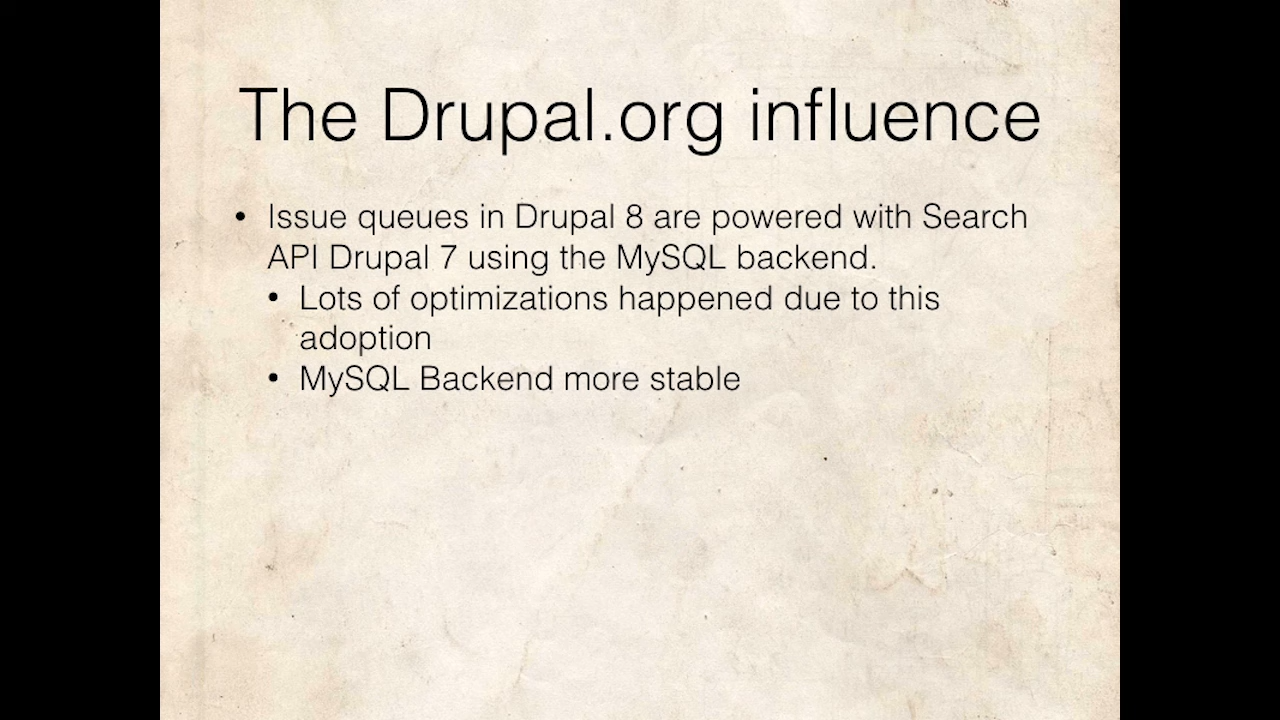 The Drupal.org influence
• Issue queues in Drupal 8 are powered with Search
API Drupal 7 using the MySQL backend.
• Lots of optimizations happened due to this
adoption
• MySQL Backend more stable